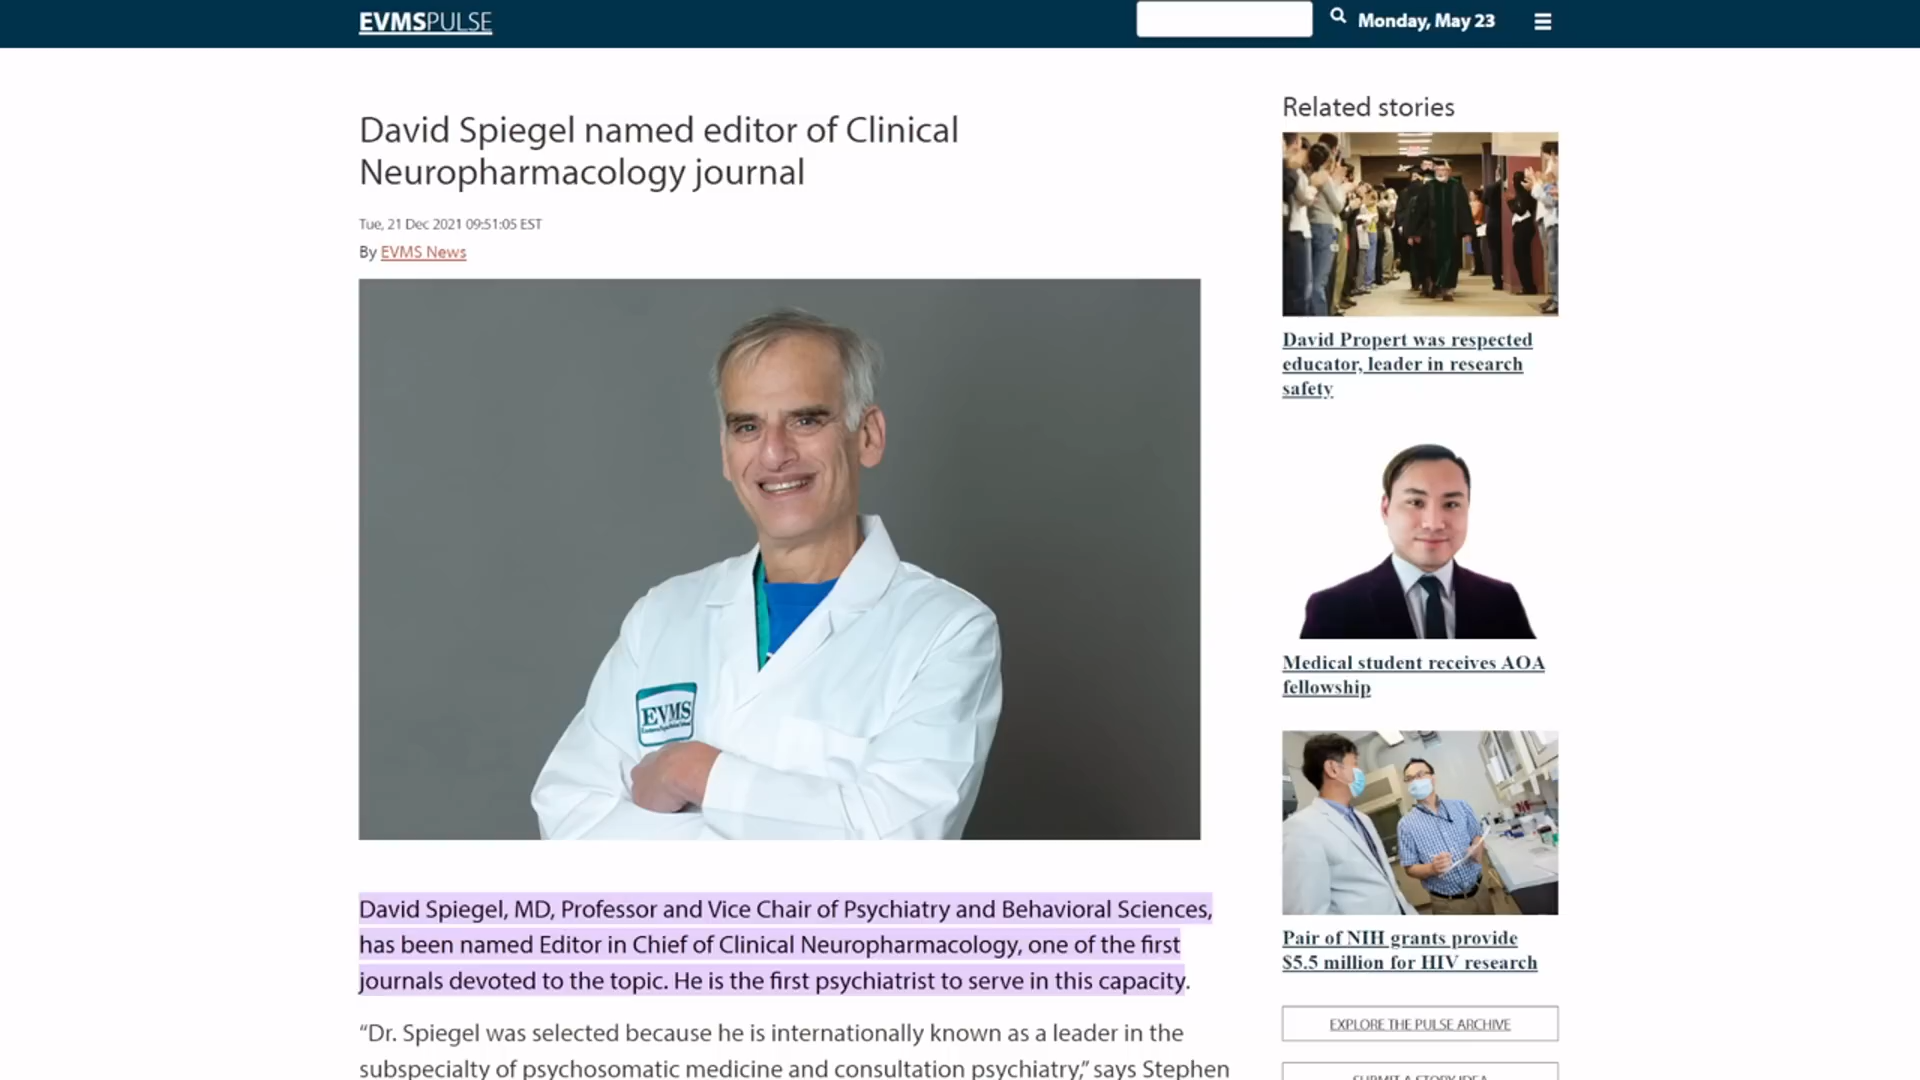 EVMSPULSE
Monday, May 23
David Spiegel named editor of Clinical
Neuropharmacology journal
Tue, 21 Dec 2021 09:51:05 EST
By EVMS News
EVMS
David Spiegel, MD, Professor and Vice Chair of Psychiatry and Behavioral Sciences,
has been named Editor in Chief of Clinical Neuropharmacology, one of the first
journals devoted to the topic. He is the first psychiatrist to serve in this capacity.
“Dr. Spiegel was selected because he is internationally known as a leader in the
subspecialty of psychosomatic medicine and consultation psychiatry,” says Stephen
Related stories
David Propert was respected
educator, leader in research
safety
Medical student receives AOA
fellowship
Pair of NIH grants provide
$5.5 million for HIV research
EXPLORE THE PULSE ARCHIVE
SUBMIT A STORY IDEA